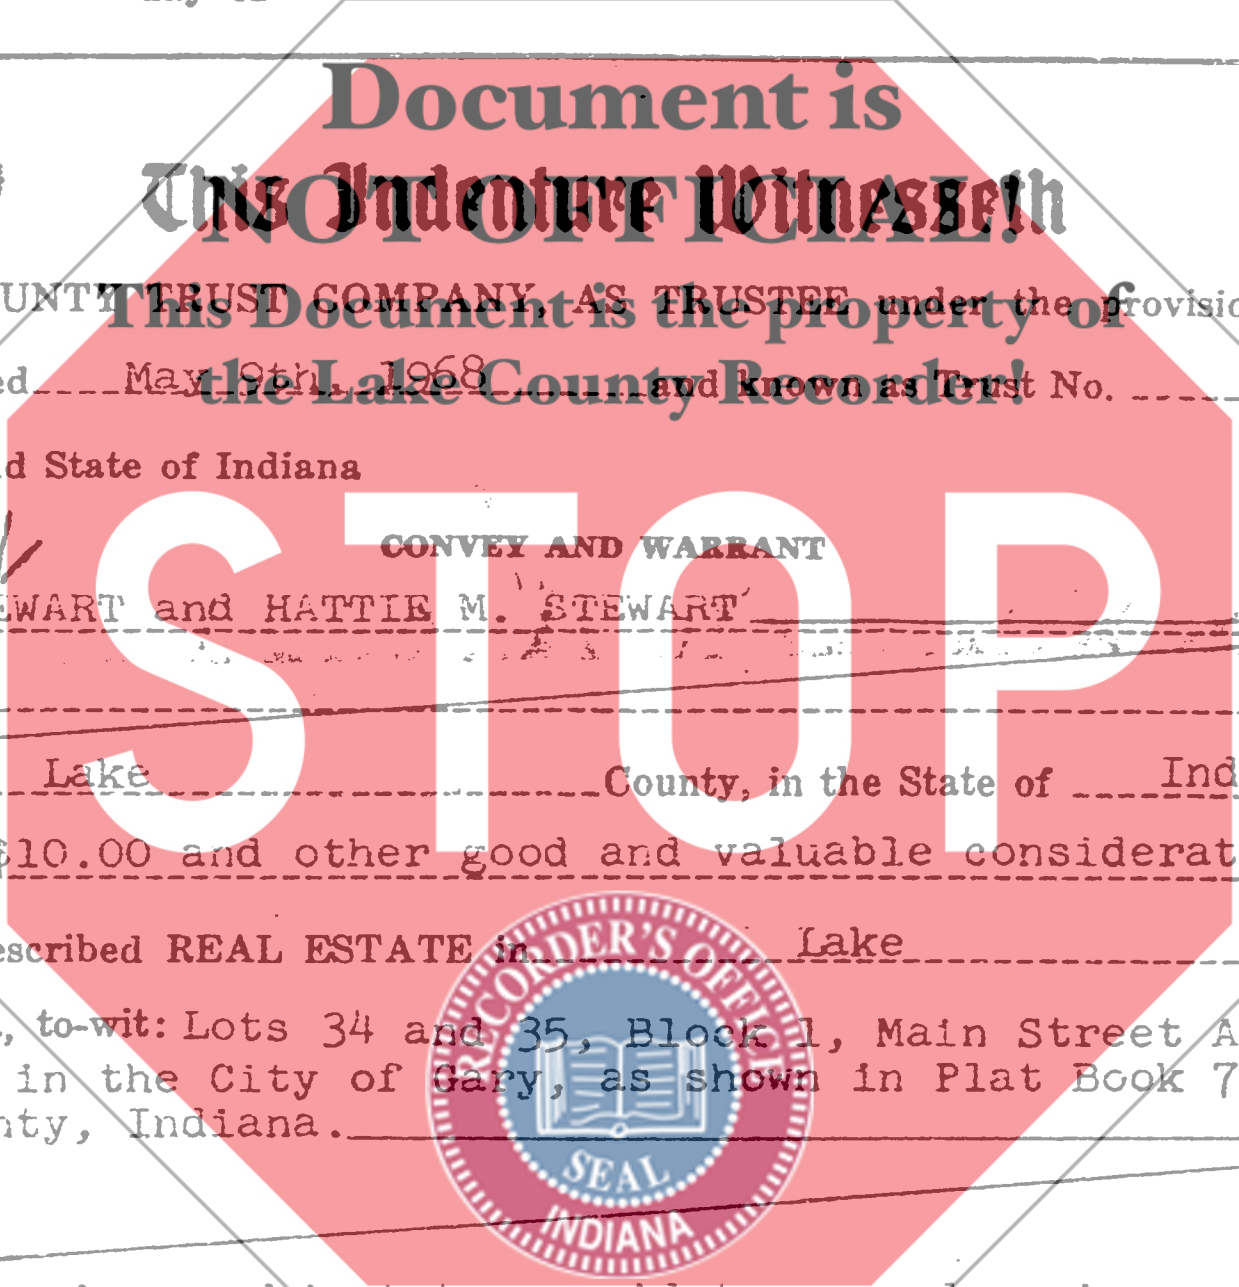 Document is
NOT OFFICIAL!
This Document is the property of
the Lake County Recorder!
STOP
This Indenture Witnesseth
UNTY TRUST COMPANY, AS TRUSTEE under the provisio
ed May 9th, 1968 and known as Trust No.
d State of Indiana
CONVEY AND WARRANT
EWART and HATTIE M. STEWART
Lake County, in the State of Ind
$10.00 and other good and valuable considerat
escribed REAL ESTATE in Lake
, to-wit: Lots 34 and 35, Block 1, Main Street A
in the City of Gary, as shown in Plat Book 7
nty, Indiana.
RECORDER'S OFFICE
SEAL
INDIANA